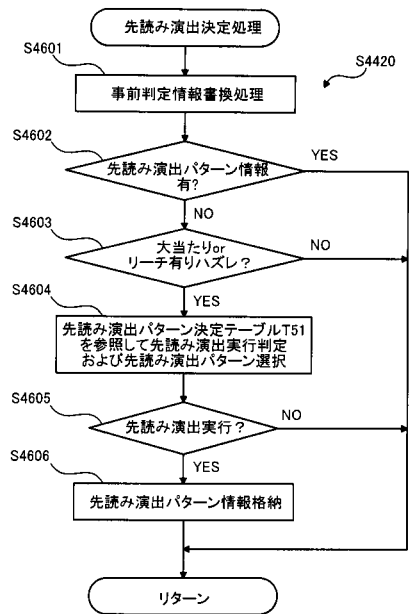 先読み演出決定処理
S4601
S4420
事前判定情報書換処理
S4602
先読み演出パターン情報
有?
YES
NO
S4603
大当たりor
リーチ有りハズレ?
NO
YES
S4604
先読み演出パターン決定テーブルT51
を参照して先読み演出実行判定
および先読み演出パターン選択
S4605
先読み演出実行?
NO
YES
S4606
先読み演出パターン情報格納
リターン